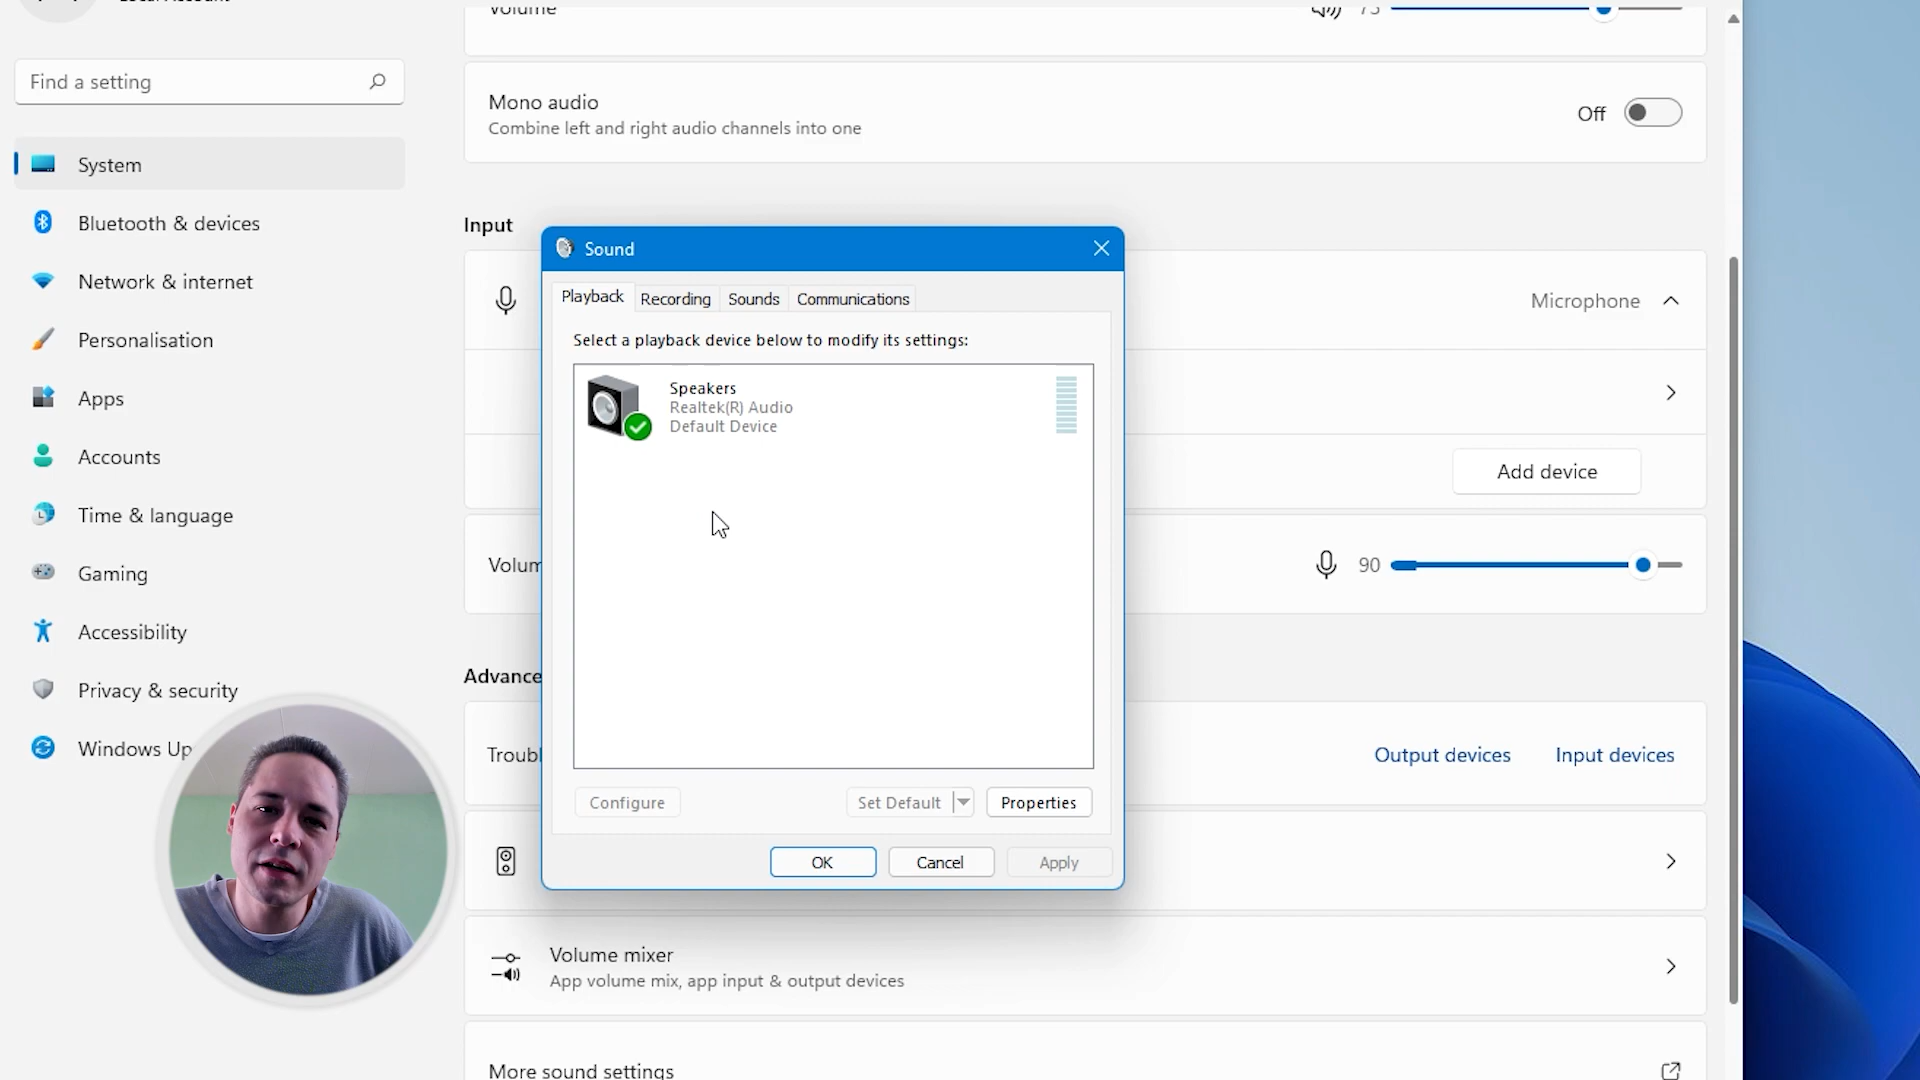 Local Account
Volume
75
Find a setting
Mono audio
Combine left and right audio channels into one
Off
System
Bluetooth & devices
Network & internet
Personalisation
Apps
Accounts
Time & language
Gaming
Accessibility
Privacy & security
Windows Up
Input
Microphone
Add device
Volum
90
Advance
Troubl
Output devices
Input devices
Sound
Playback
Recording
Sounds
Communications
Select a playback device below to modify its settings:
Speakers
Realtek(R) Audio
Default Device
Configure
Set Default
Properties
OK
Cancel
Apply
Volume mixer
App volume mix, app input & output devices
More sound settings